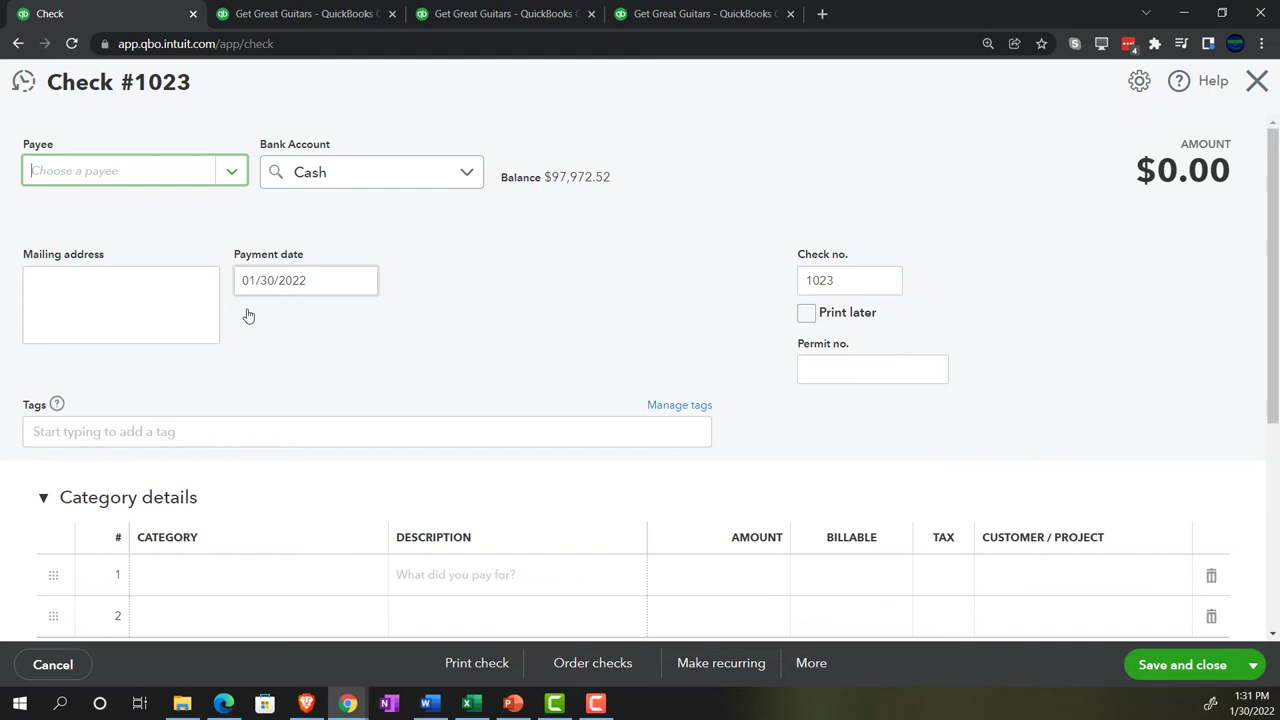 Check
Get Great Guitars - QuickBooks C
Get Great Guitars - QuickBooks C
Get Great Guitars - QuickBooks C
app.qbo.intuit.com/app/check
4
Check #1023
Help
Payee
Bank Account
AMOUNT
Choose a payee
Cash
Balance $97,972.52
$0.00
Mailing address
Payment date
Check no.
01/30/2022
1023
Print later
Permit no.
Tags
Manage tags
Start typing to add a tag
Category details
# CATEGORY DESCRIPTION AMOUNT BILLABLE TAX CUSTOMER / PROJECT
1 What did you pay for?
2
Cancel
Print check
Order checks
Make recurring
More
Save and close
1:31 PM
1/30/2022